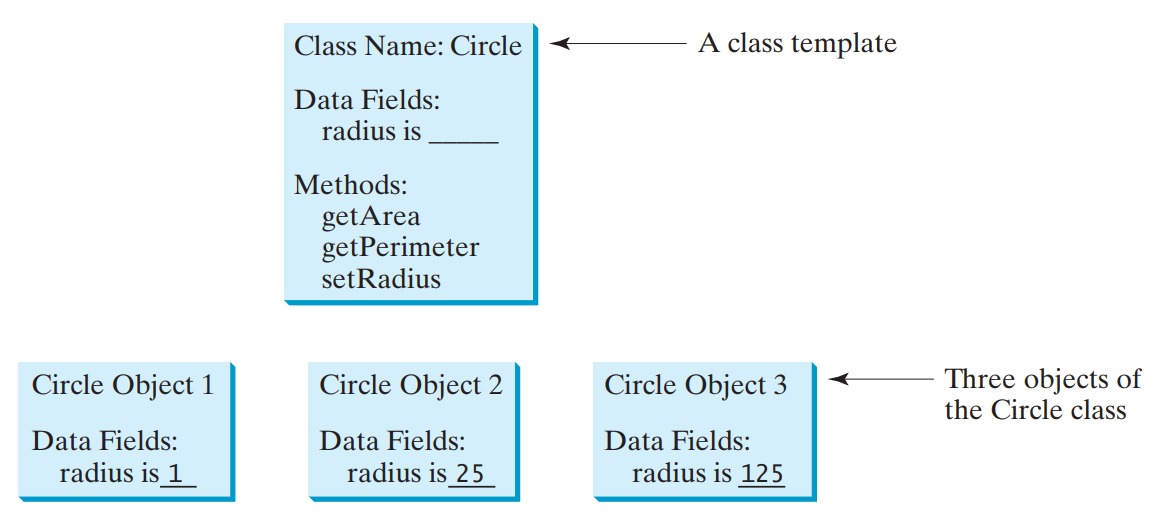 Class Name: Circle
A class template
Data Fields:
radius is _____
Methods:
getArea
getPerimeter
setRadius
Circle Object 1
Data Fields:
radius is 1
Circle Object 2
Data Fields:
radius is 25
Circle Object 3
Data Fields:
radius is 125
Three objects of
the Circle class